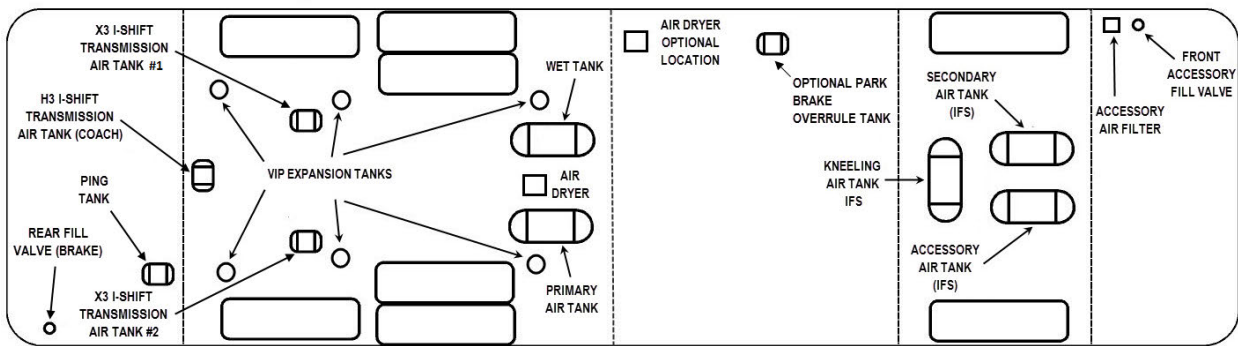 X3 I-SHIFT
TRANSMISSION
AIR TANK #1
H3 I-SHIFT
TRANSMISSION
AIR TANK (COACH)
PING
TANK
REAR FILL
VALVE (BRAKE)
X3 I-SHIFT
TRANSMISSION
AIR TANK #2
VIP EXPANSION TANKS
WET TANK
AIR
DRYER
PRIMARY
AIR TANK
AIR DRYER
OPTIONAL
LOCATION
OPTIONAL PARK
BRAKE
OVERRULE TANK
SECONDARY
AIR TANK
(IFS)
KNEELING
AIR TANK
IFS
ACCESSORY
AIR TANK
(IFS)
ACCESSORY
AIR FILTER
FRONT
ACCESSORY
FILL VALVE